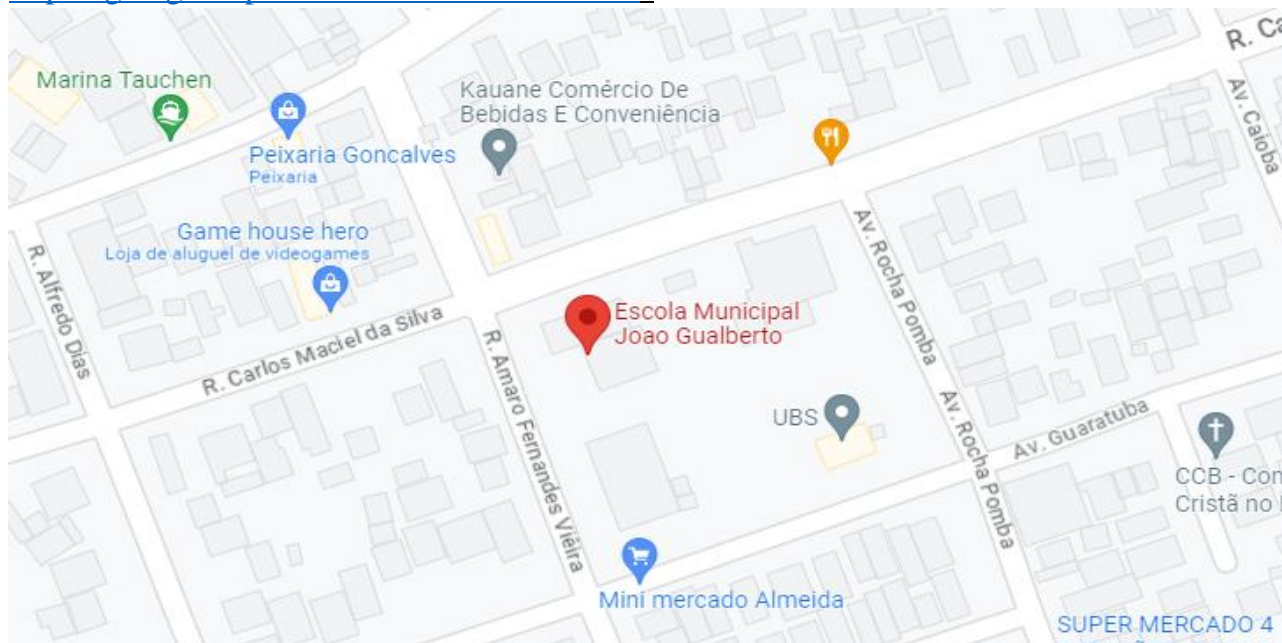 R. Ca
Marina Tauchen
Kauane Comércio De
Bebidas E Conveniência
Av. Caioba
Peixaria Goncalves
Peixaria
Game house hero
Loja de aluguel de videogames
R. Alfredo Dias
Av. Rocha Pomba
Escola Municipal
Joao Gualberto
R. Carlos Maciel da Silva
R. Amaro Fernandes Viêira
UBS
Av. Rocha Pomba
Av. Guaratuba
CCB - Con
Cristã no
Mini mercado Almeida
SUPER MERCADO 4